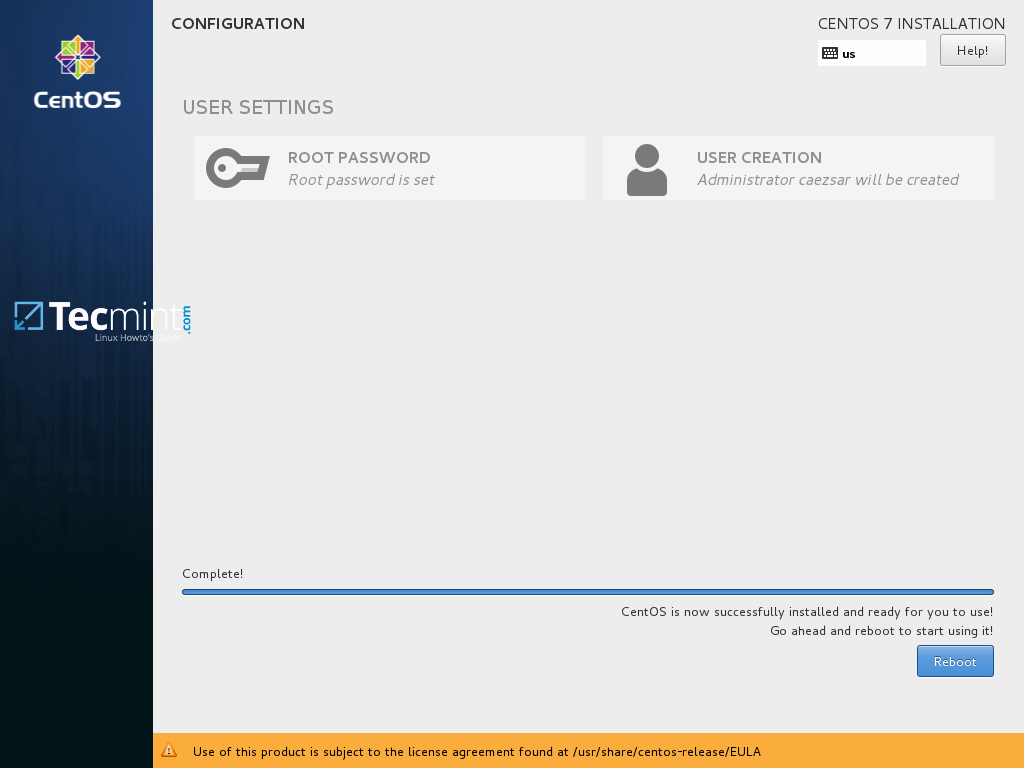 CONFIGURATION
CENTOS 7 INSTALLATION
us
Help!
CentOS
USER SETTINGS
ROOT PASSWORD
Root password is set
USER CREATION
Administrator caezsar will be created
Tecmint.com
Linux Howto's Guide
Complete!
CentOS is now successfully installed and ready for you to use!
Go ahead and reboot to start using it!
Reboot
Use of this product is subject to the license agreement found at /usr/share/centos-release/EULA